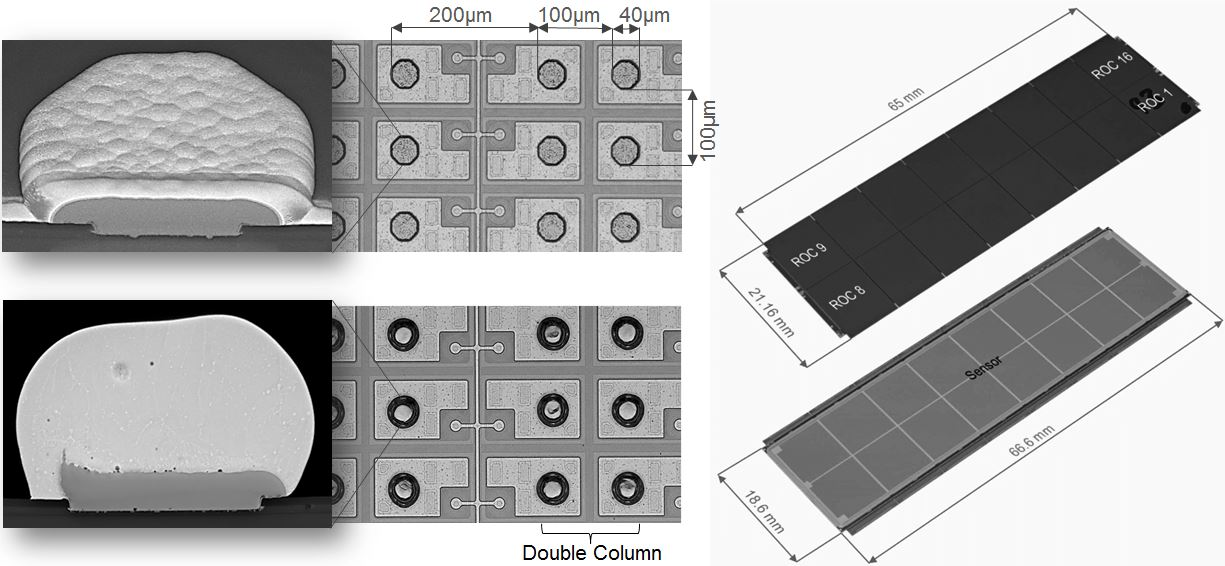 200µm
100µm
40µm
100µm
Double Column
65 mm
ROC 16
ROC 1
ROC 9
ROC 8
21.16 mm
Sensor
66.6 mm
18.6 mm